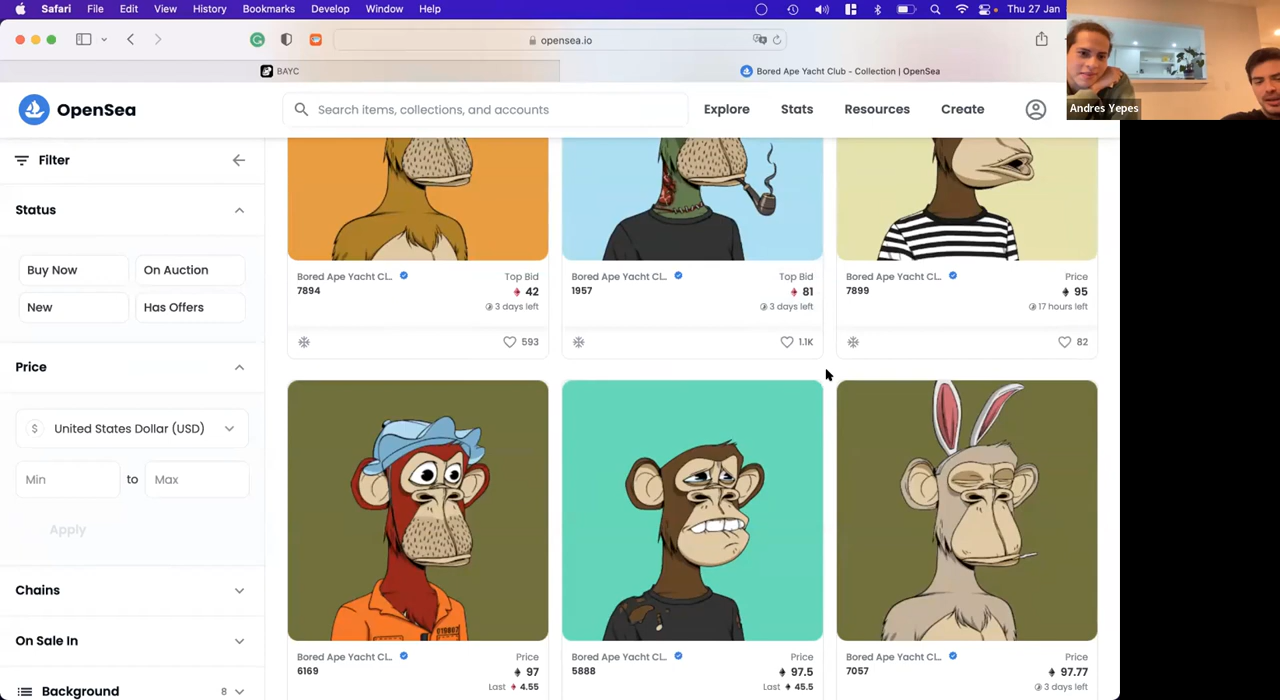 Safari File Edit View History Bookmarks Develop Window Help Thu 27 Jan
opensea.io
BAYC
Bored Ape Yacht Club - Collection | OpenSea
Andres Yepes
OpenSea
Search items, collections, and accounts
Explore Stats Resources Create
Filter
Status
Buy Now
On Auction
New
Has Offers
Price
$ United States Dollar (USD)
Min to Max
Apply
Chains
On Sale In
Background 8
Bored Ape Yacht Cl... Top Bid
7894 42
3 days left
593
Bored Ape Yacht Cl... Top Bid
1957 81
3 days left
1.1K
Bored Ape Yacht Cl... Price
7899 95
17 hours left
82
Bored Ape Yacht Cl... Price
6169 97
Last 4.55
Bored Ape Yacht Cl... Price
5888 97.5
Last 45.5
Bored Ape Yacht Cl... Price
7057 97.77
3 days left